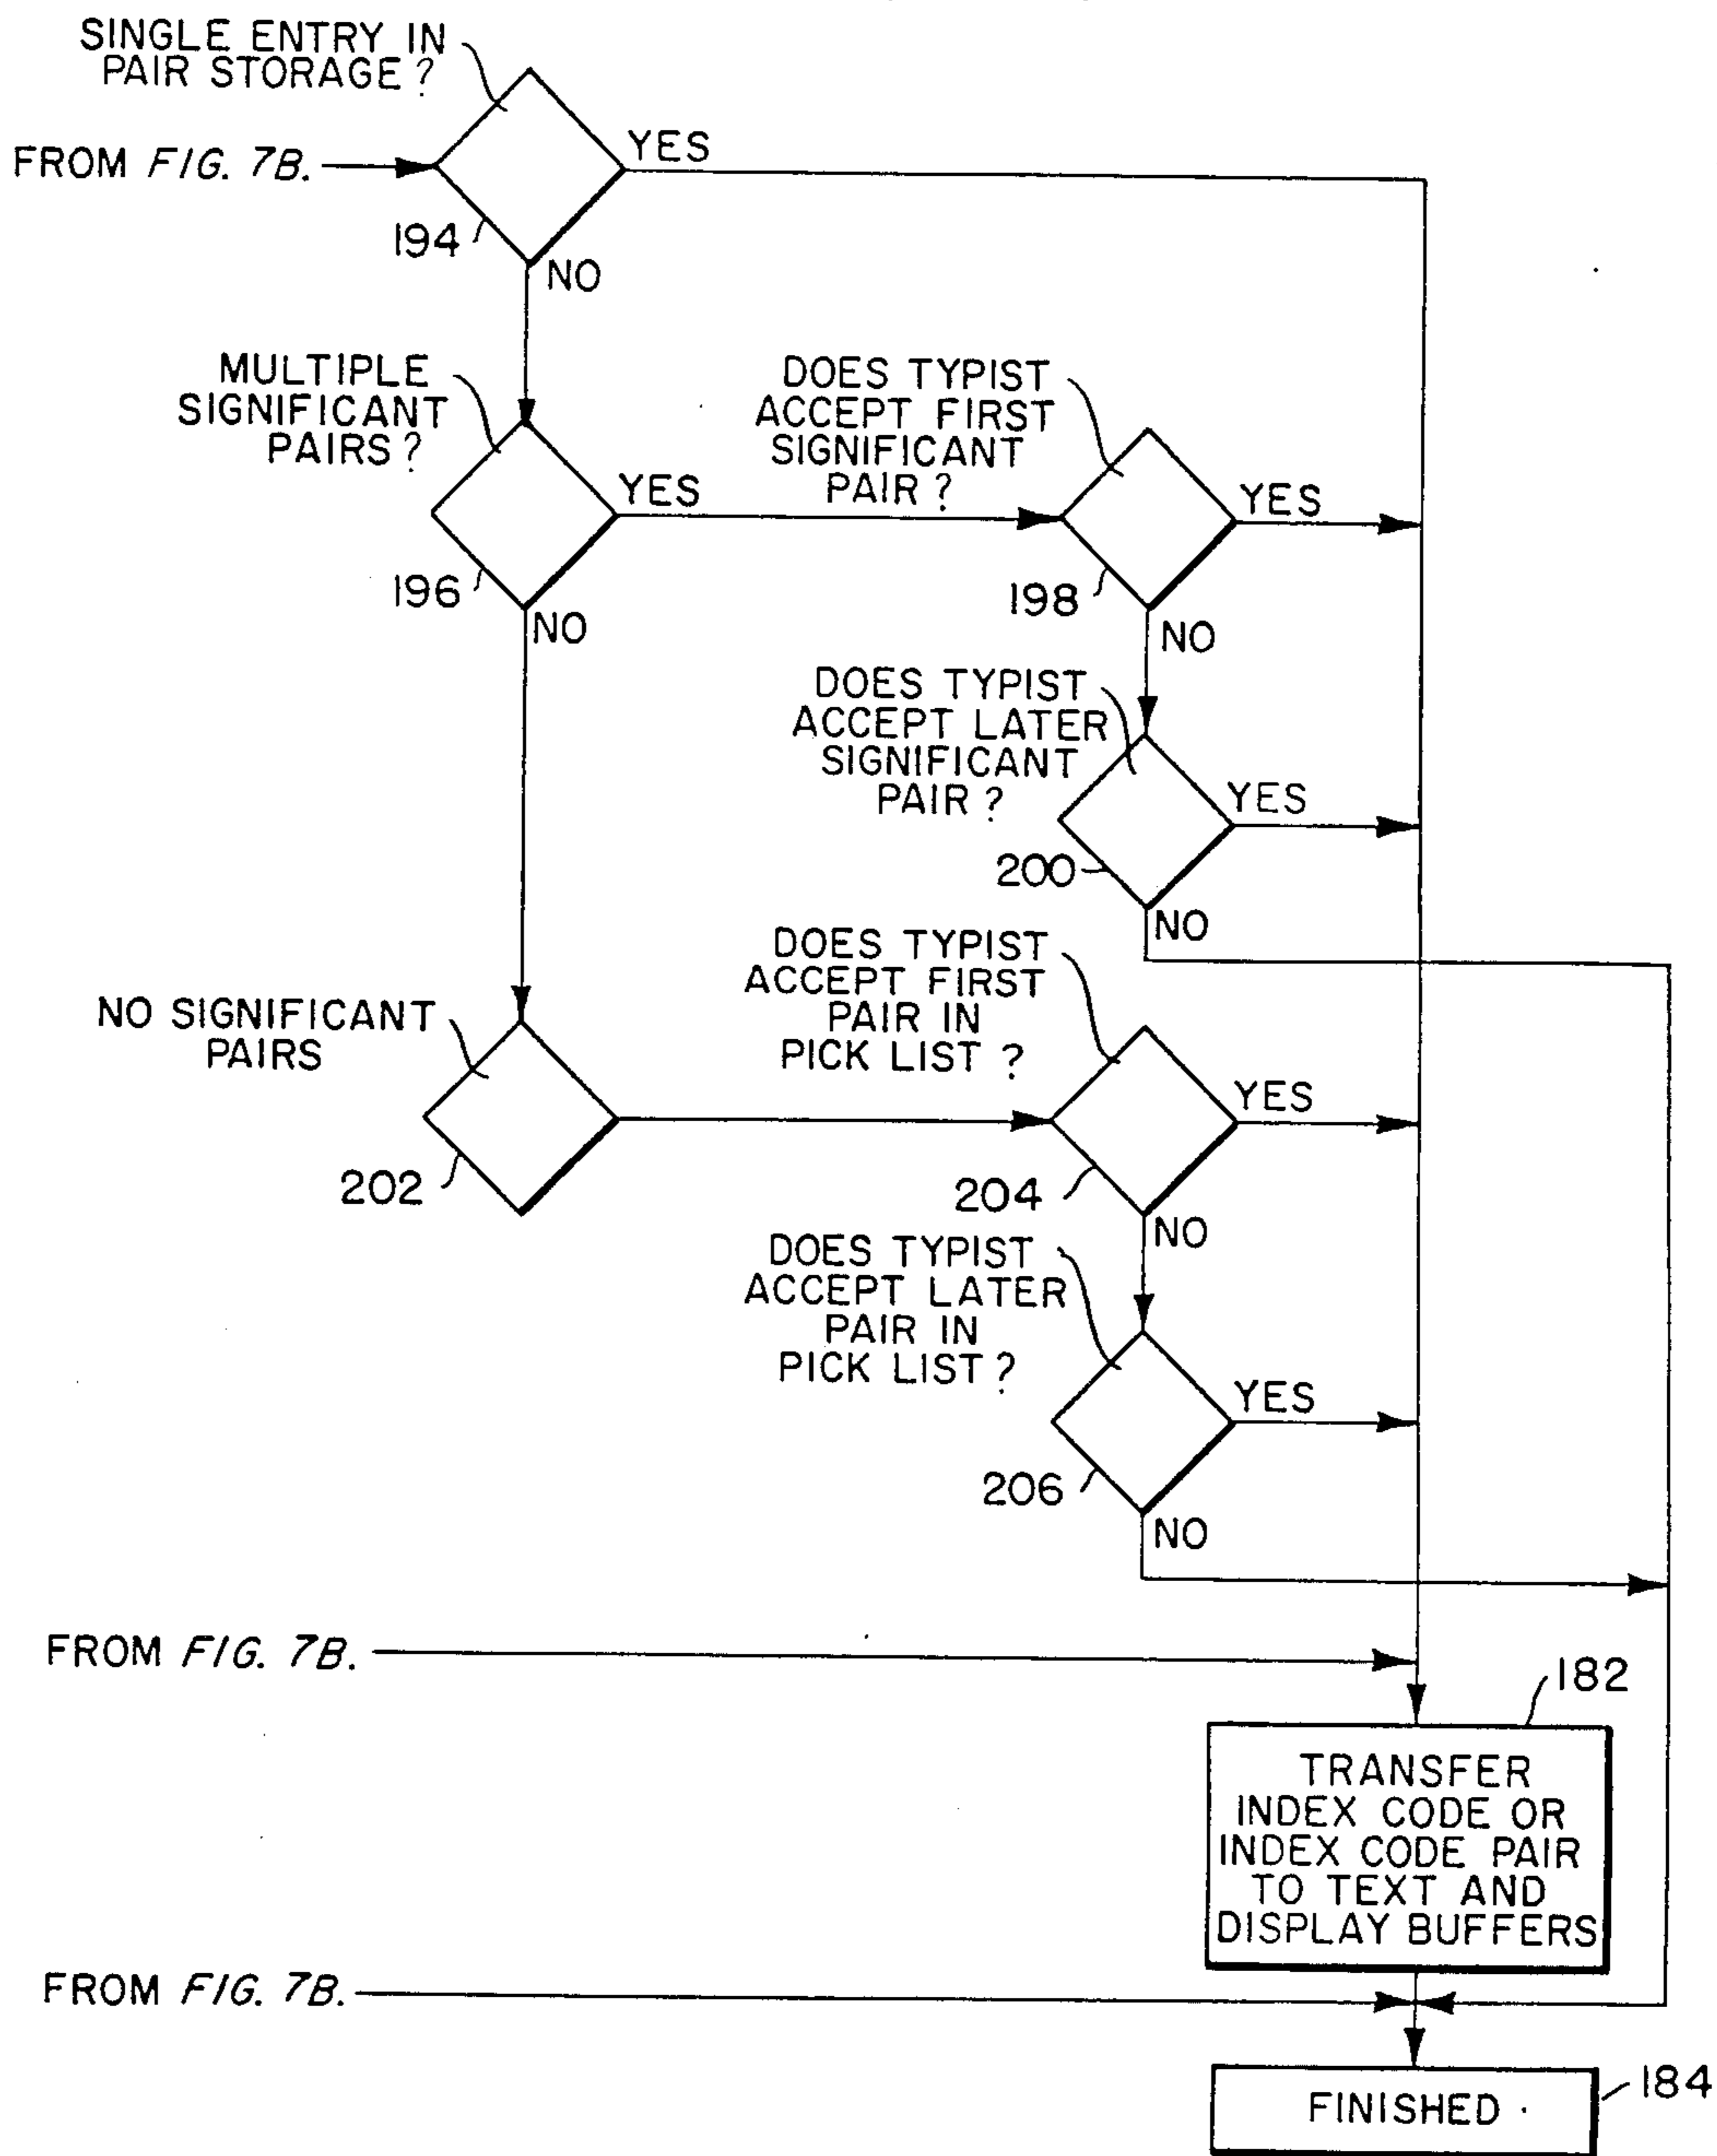 SINGLE ENTRY IN
PAIR STORAGE?
YES
FROM FIG. 7B.
194
NO
MULTIPLE
SIGNIFICANT
PAIRS?
YES
196
NO
DOES TYPIST
ACCEPT FIRST
SIGNIFICANT
PAIR?
YES
198
NO
DOES TYPIST
ACCEPT LATER
SIGNIFICANT
PAIR?
YES
200
NO
NO SIGNIFICANT
PAIRS
202
DOES TYPIST
ACCEPT FIRST
PAIR IN
PICK LIST ?
YES
204
NO
DOES TYPIST
ACCEPT LATER
PAIR IN
PICK LIST?
YES
206
NO
FROM FIG. 7B.
182
TRANSFER
INDEX CODE OR
INDEX CODE PAIR
TO TEXT AND
DISPLAY BUFFERS
FROM FIG. 7B.
184
FINISHED